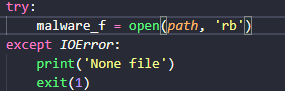 try:
    malware_f = open(path, 'rb')
except IOError:
    print('None file')
    exit(1)